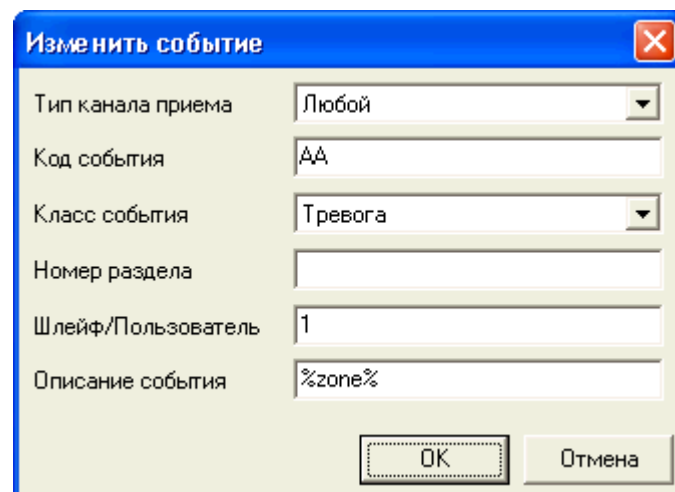 Изменить событие
Тип канала приема Любой
Код события AA
Класс события Тревога
Номер раздела
Шлейф/Пользователь 1
Описание события %zone%
OK Отмена